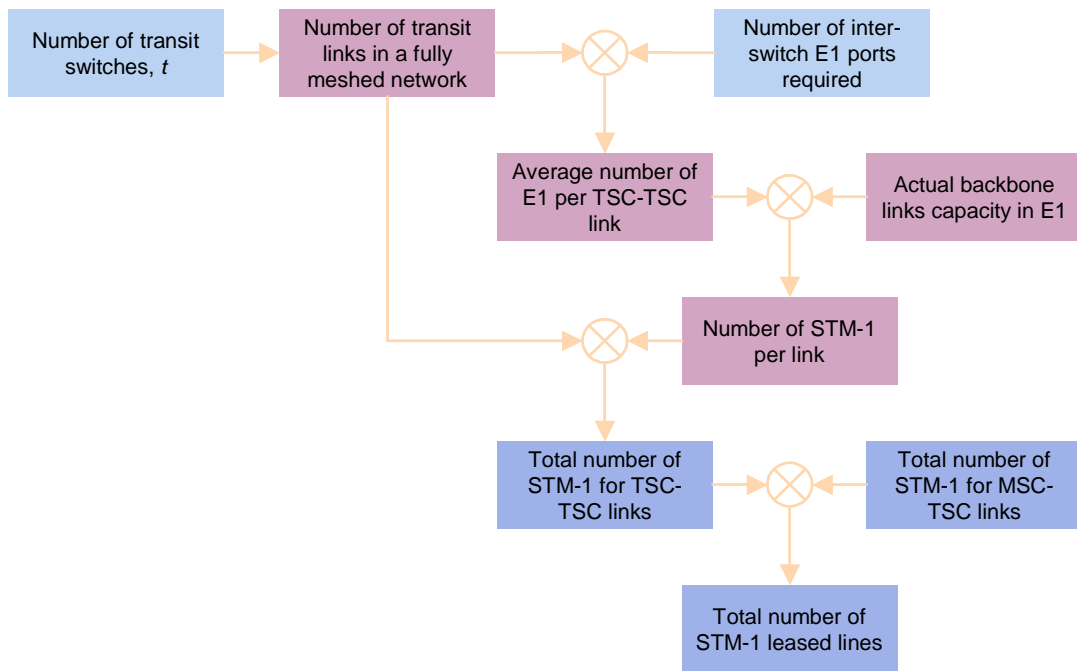 Number of transit
switches, t
Number of transit
links in a fully
meshed network
Number of inter-
switch E1 ports
required
Average number of
E1 per TSC-TSC
link
Actual backbone
links capacity in E1
Number of STM-1
per link
Total number of
STM-1 for TSC-
TSC links
Total number of
STM-1 for MSC-
TSC links
Total number of
STM-1 leased lines